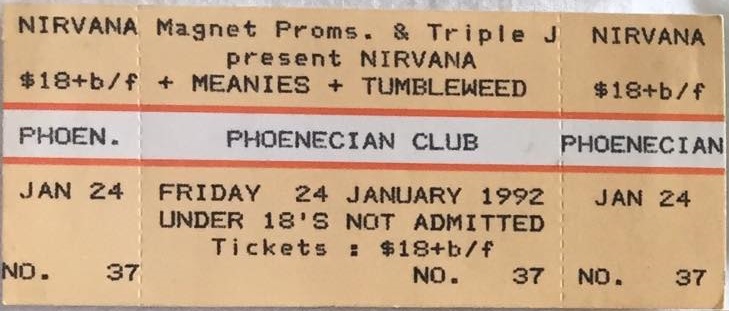 NIRVANA
$18+b/f
PHOEN.
JAN 24
NO. 37
Magnet Proms. & Triple J
present NIRVANA
+ MEANIES + TUMBLEWEED
PHOENECIAN CLUB
FRIDAY 24 JANUARY 1992
UNDER 18'S NOT ADMITTED
Tickets : $18+b/f
NO. 37
NIRVANA
$18+b/f
PHOENECIAN
JAN 24
NO. 37